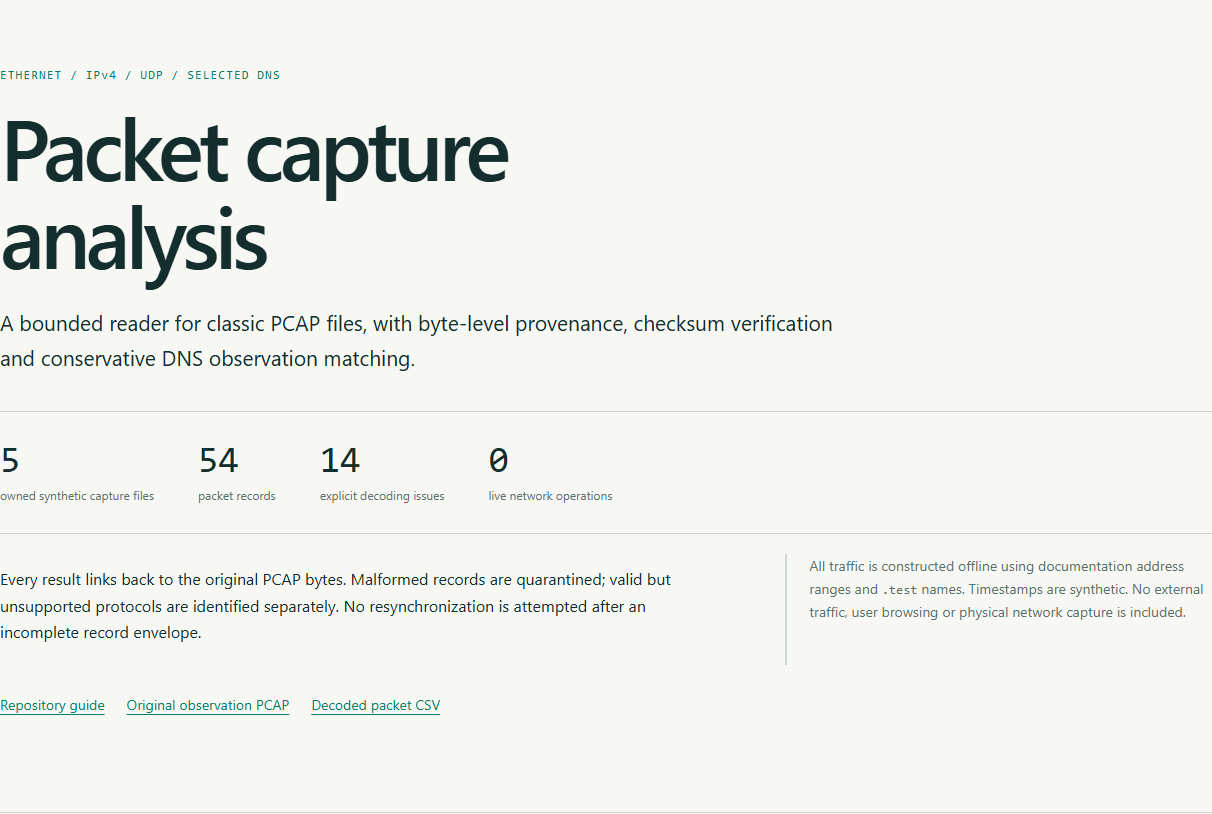 ETHERNET / IPv4 / UDP / SELECTED DNS
Packet capture
analysis
A bounded reader for classic PCAP files, with byte-level provenance, checksum verification
and conservative DNS observation matching.
5
owned synthetic capture files
54
packet records
14
explicit decoding issues
0
live network operations
Every result links back to the original PCAP bytes. Malformed records are quarantined; valid but
unsupported protocols are identified separately. No resynchronization is attempted after an
incomplete record envelope.
All traffic is constructed offline using documentation address
ranges and .test names. Timestamps are synthetic. No external
traffic, user browsing or physical network capture is included.
Repository guide Original observation PCAP Decoded packet CSV